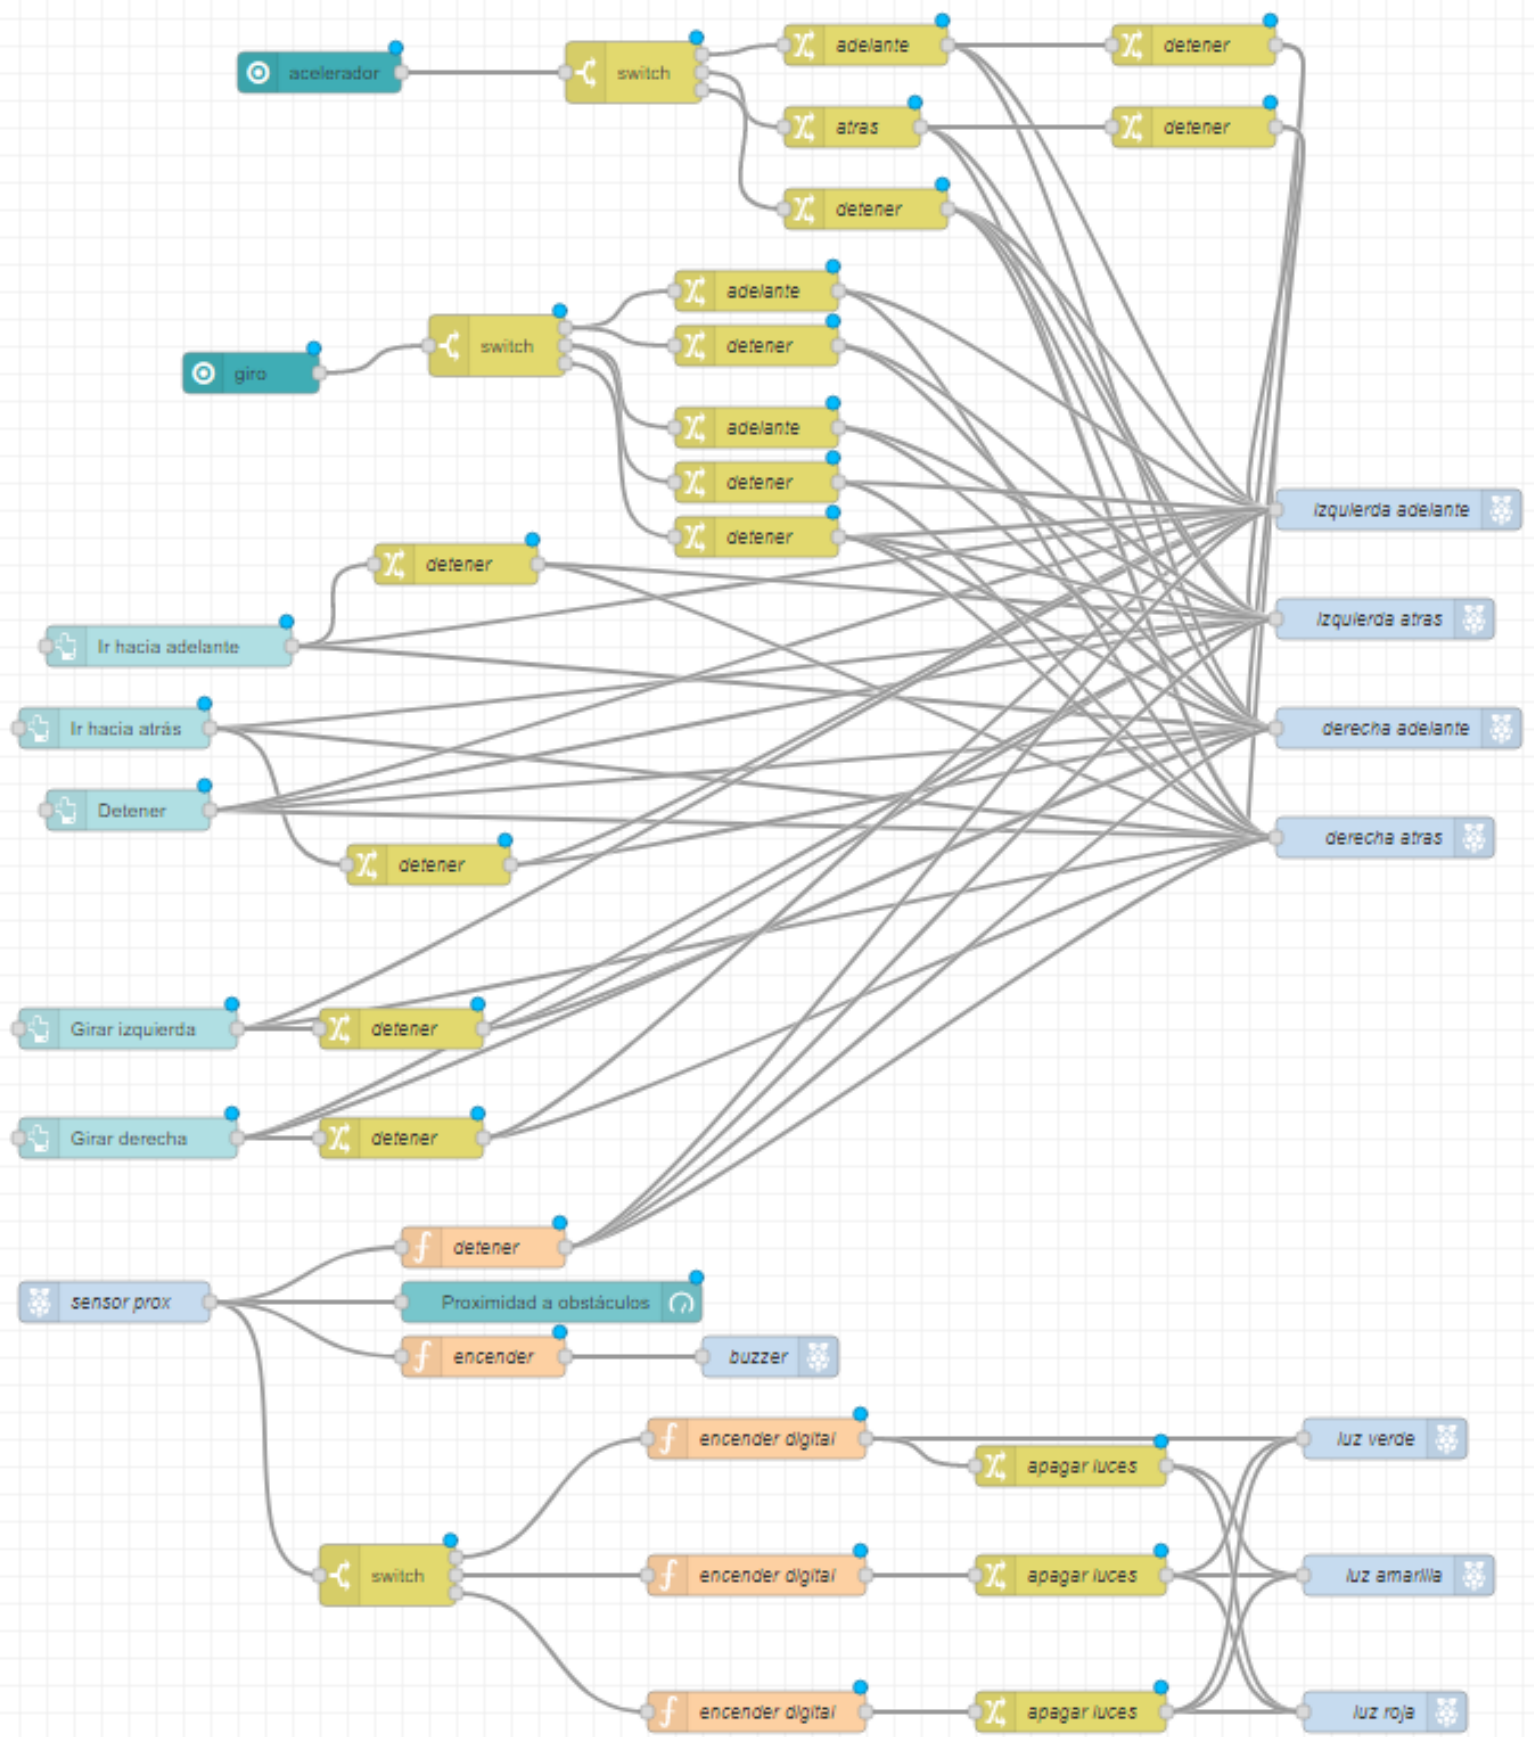 adelante
detener
acelerador
switch
atras
detener
detener
adelante
switch
detener
giro
adelante
detener
izquierda adelante
detener
detener
izquierda atras
Ir hacia adelante
Ir hacia atrás
derecha adelante
Detener
derecha atras
detener
Girar izquierda
detener
Girar derecha
detener
detener
sensor prox
Proximidad a obstáculos
encender
buzzer
encender digital
luz verde
apagar luces
switch
encender digital
apagar luces
luz amarilla
encender digital
apagar luces
luz roja